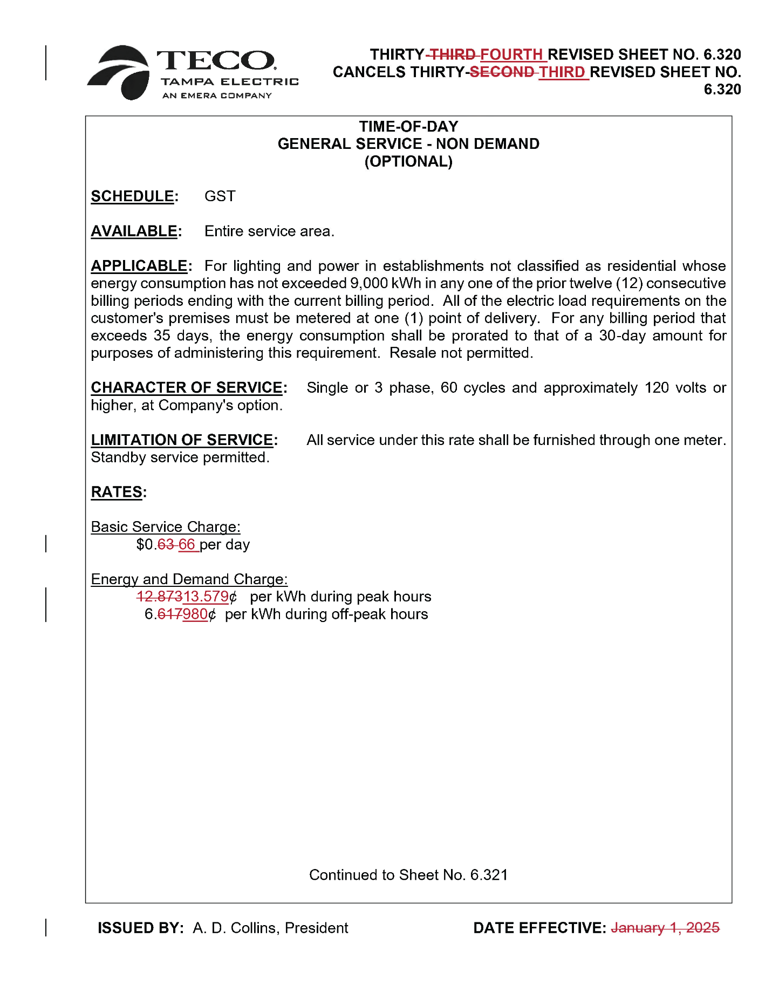 TECO.
TAMPA ELECTRIC
AN EMERA COMPANY
THIRTY-THIRD FOURTH REVISED SHEET NO. 6.320
CANCELS THIRTY-SECOND THIRD REVISED SHEET NO.
6.320
TIME-OF-DAY
GENERAL SERVICE - NON DEMAND
(OPTIONAL)
SCHEDULE: GST
AVAILABLE: Entire service area.
APPLICABLE: For lighting and power in establishments not classified as residential whose
energy consumption has not exceeded 9,000 kWh in any one of the prior twelve (12) consecutive
billing periods ending with the current billing period. All of the electric load requirements on the
customer's premises must be metered at one (1) point of delivery. For any billing period that
exceeds 35 days, the energy consumption shall be prorated to that of a 30-day amount for
purposes of administering this requirement. Resale not permitted.
CHARACTER OF SERVICE: Single or 3 phase, 60 cycles and approximately 120 volts or
higher, at Company's option.
LIMITATION OF SERVICE: All service under this rate shall be furnished through one meter.
Standby service permitted.
RATES:
Basic Service Charge:
$0.63 66 per day
Energy and Demand Charge:
12.87313.579¢ per kWh during peak hours
6.617980¢ per kWh during off-peak hours
Continued to Sheet No. 6.321
ISSUED BY: A. D. Collins, President
DATE EFFECTIVE: January 1, 2025